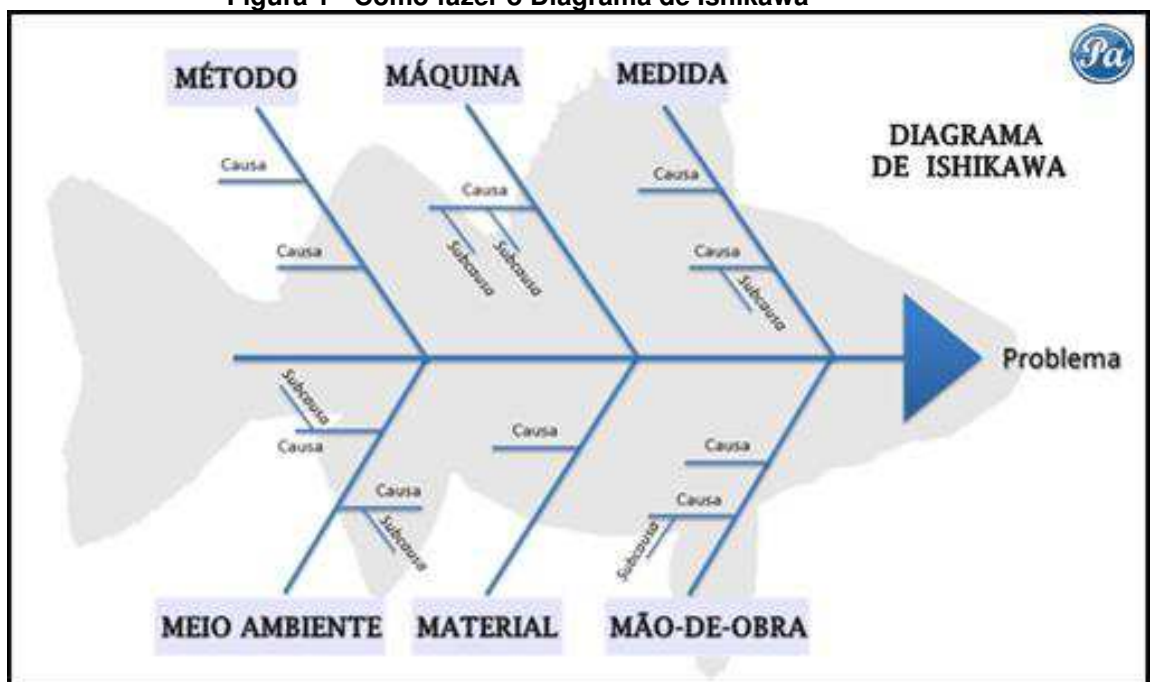 Figura 1 - Como fazer o Diagrama de Ishikawa
Pa
MÉTODO
MÁQUINA
MEDIDA
DIAGRAMA
DE ISHIKAWA
Causa
Causa
Causa
Subcausa
Subcausa
Causa
Causa
Subcausa
Problema
Subcausa
Causa
Causa
Subcausa
Causa
Causa
Causa
Subcausa
MEIO AMBIENTE
MATERIAL
MÃO-DE-OBRA